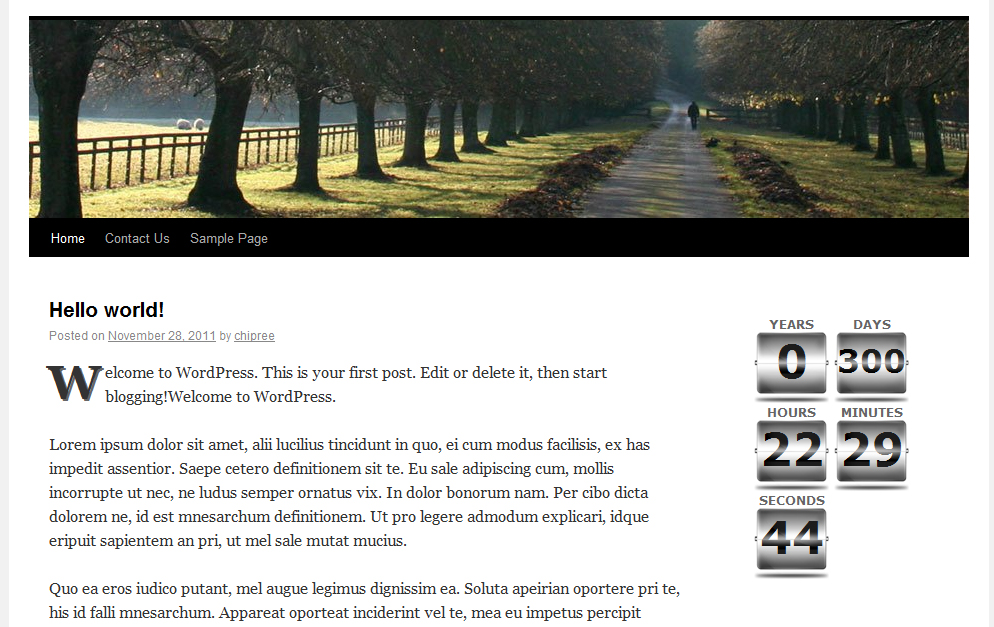 Home Contact Us Sample Page
Hello world!
Posted on November 28, 2011 by chipree
Welcome to WordPress. This is your first post. Edit or delete it, then start
blogging!Welcome to WordPress.
Lorem ipsum dolor sit amet, alii lucilius tincidunt in quo, ei cum modus facilisis, ex has
impedit assentior. Saepe cetero definitionem sit te. Eu sale adipiscing cum, mollis
incorrupte ut nec, ne ludus semper ornatus vix. In dolor bonorum nam. Per cibo dicta
dolorem ne, id est mnesarchum definitionem. Ut pro legere admodum explicari, idque
eripuit sapientem an pri, ut mel sale mutat mucius.
Quo ea eros iudico putant, mel augue legimus dignissim ea. Soluta apeirian oportere pri te,
his id falli mnesarchum. Appareat oporteat inciderint vel te, mea eu impetus percipit
YEARS DAYS
0 300
HOURS MINUTES
22 29
SECONDS
44